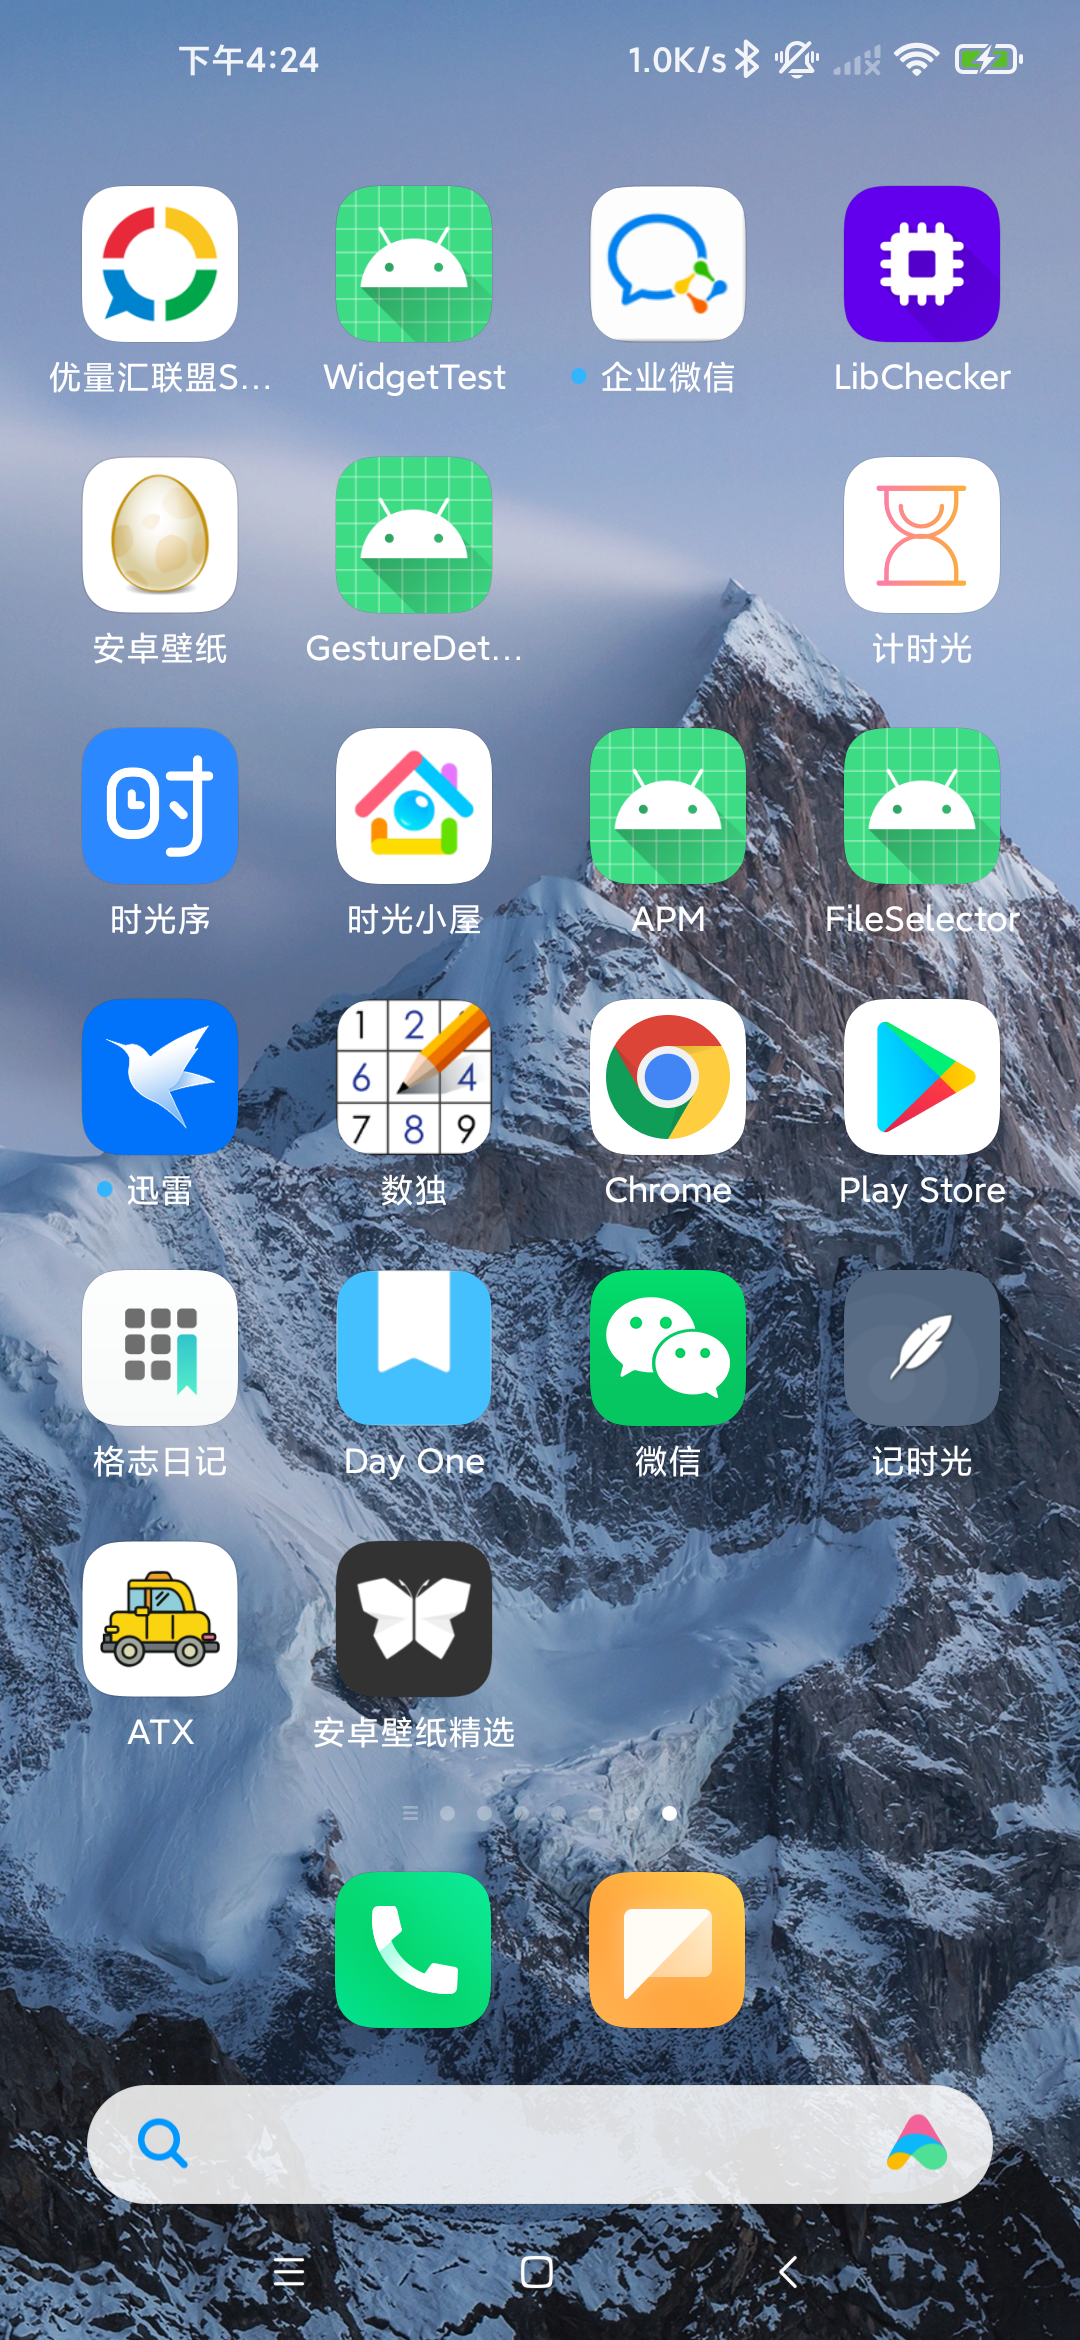 下午4:24
1.0K/s
优量汇联盟S...
WidgetTest
企业微信
LibChecker
安卓壁纸
GestureDet...
计时光
时
时光序
时光小屋
APM
FileSelector
1 2
6 4
7 8 9
迅雷
数独
Chrome
Play Store
格志日记
Day One
微信
记时光
ATX
安卓壁纸精选